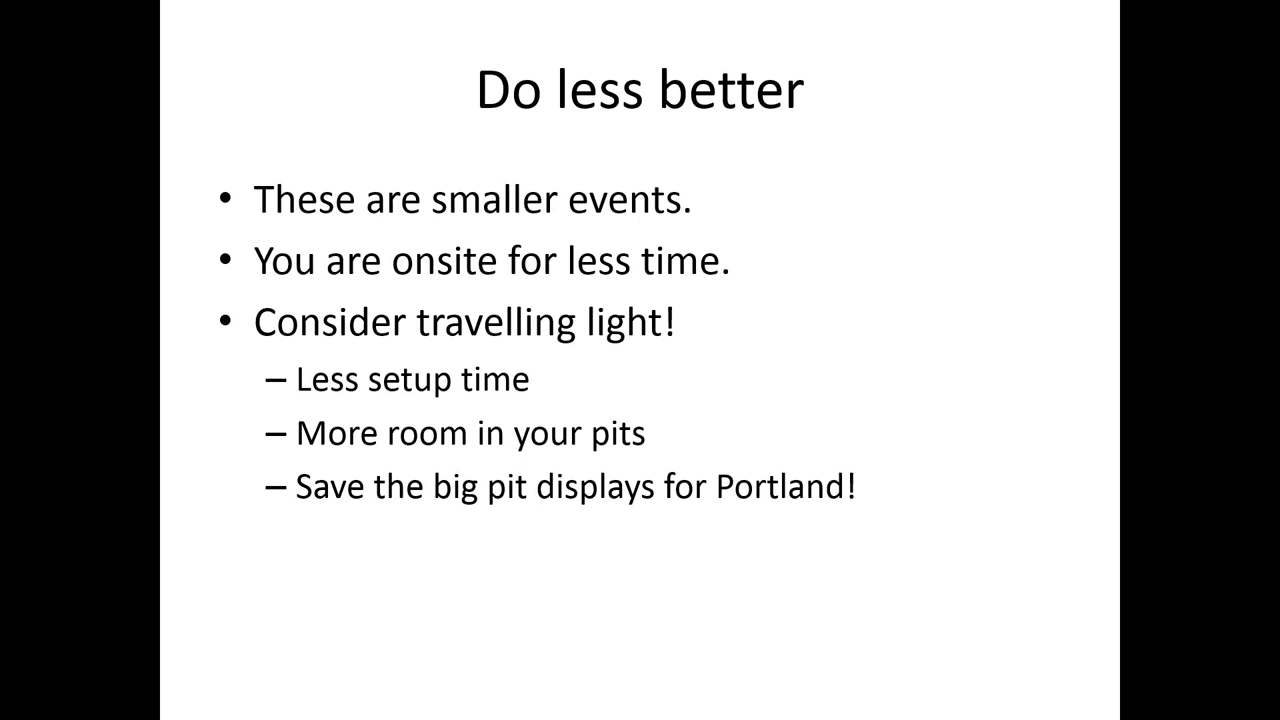 Do less better
• These are smaller events.
• You are onsite for less time.
• Consider travelling light!
– Less setup time
– More room in your pits
– Save the big pit displays for Portland!